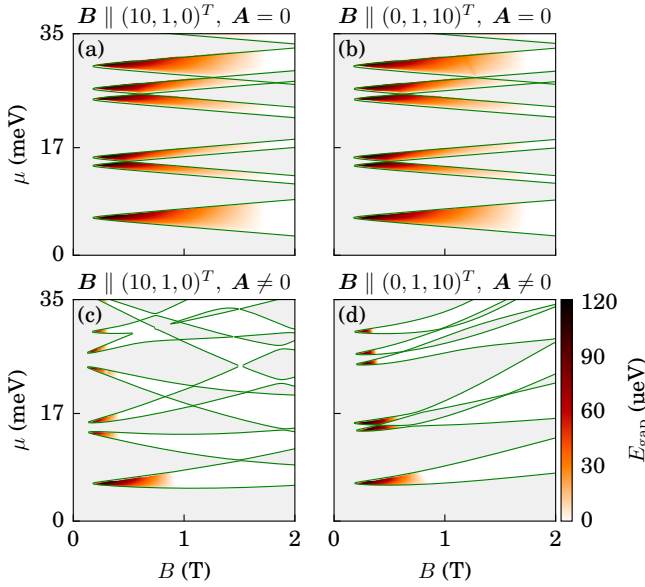 B ∥ (10, 1, 0)^T, A = 0
B ∥ (0, 1, 10)^T, A = 0
35
(a)
(b)
17
μ (meV)
0
B ∥ (10, 1, 0)^T, A ≠ 0
B ∥ (0, 1, 10)^T, A ≠ 0
35
(c)
(d)
17
μ (meV)
0
0 1 2
0 1 2
B (T)
B (T)
120
90
60
30
0
E_gap (ueV)